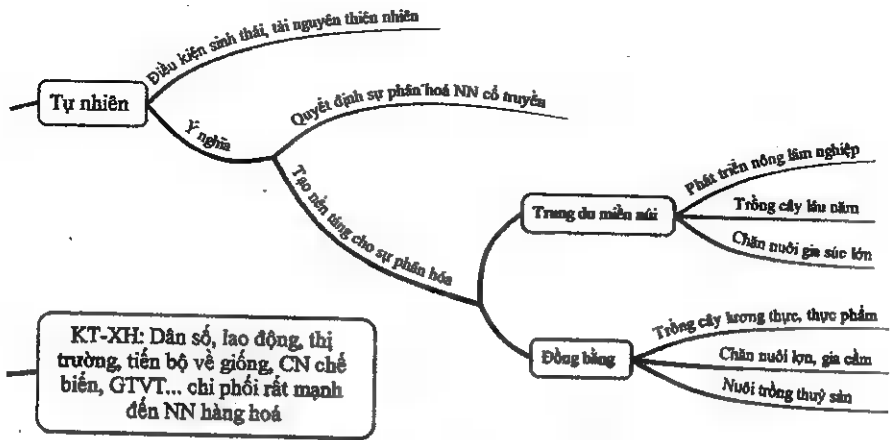 Điều kiện sinh thái, tài nguyên thiên nhiên
Tự nhiên
Ý nghĩa
Quyết định sự phân hoá NN cổ truyền
Tạo nền tảng cho sự phân hóa
Trung du miền núi
Phát triển nông lâm nghiệp
Trồng cây lâu năm
Chăn nuôi gia súc lớn
Đồng bằng
Trồng cây lương thực, thực phẩm
Chăn nuôi lợn, gia cầm
Nuôi trồng thuỷ sản
KT-XH: Dân số, lao động, thị
trường, tiến bộ về giống, CN chế
biến, GTVT... chi phối rất mạnh
đến NN hàng hoá